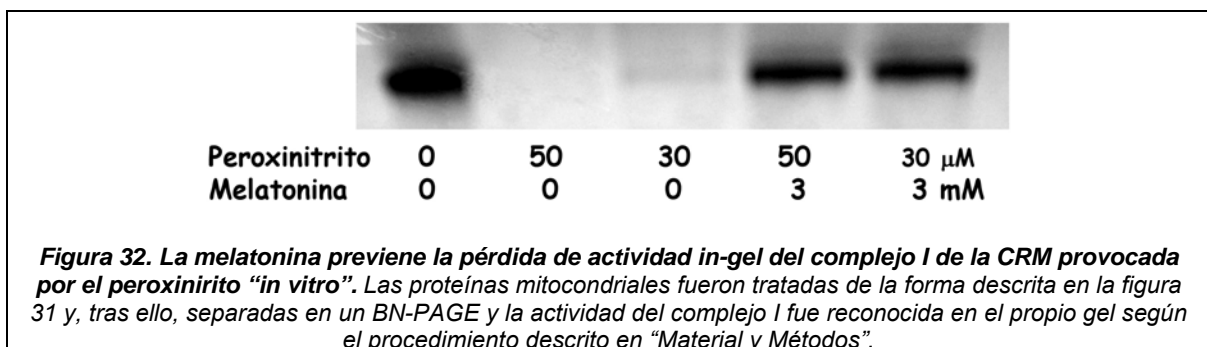 Peroxinitrito 0 50 30 50 30 μM
Melatonina 0 0 0 3 3 mM
Figura 32. La melatonina previene la pérdida de actividad in-gel del complejo I de la CRM provocada
por el peroxinirito “in vitro”. Las proteínas mitocondriales fueron tratadas de la forma descrita en la figura
31 y, tras ello, separadas en un BN-PAGE y la actividad del complejo I fue reconocida en el propio gel según
el procedimiento descrito en “Material y Métodos”.